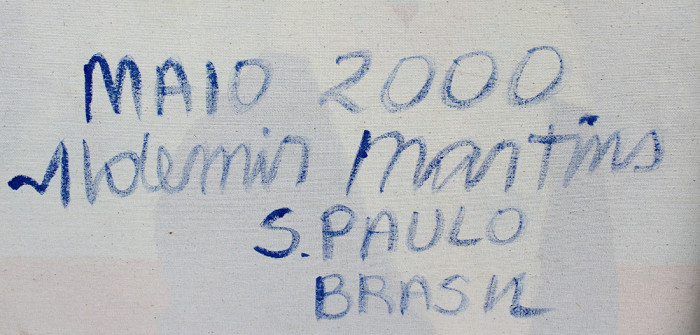 MAIO 2000
Aldemir Martins
S. PAULO
BRASIL